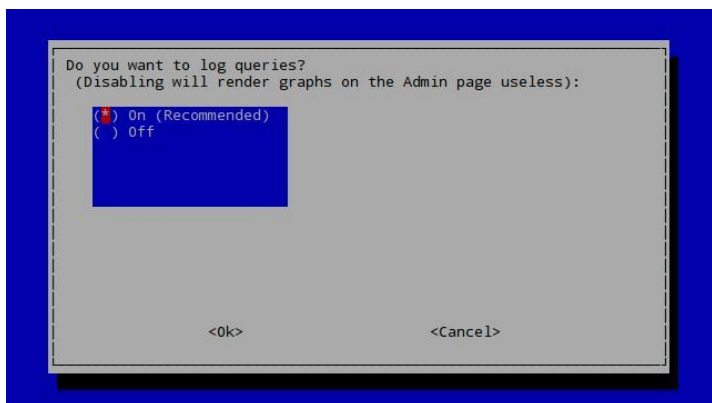 Do you want to log queries?
(Disabling will render graphs on the Admin page useless):
(*) On (Recommended)
( ) Off
<Ok> <Cancel>